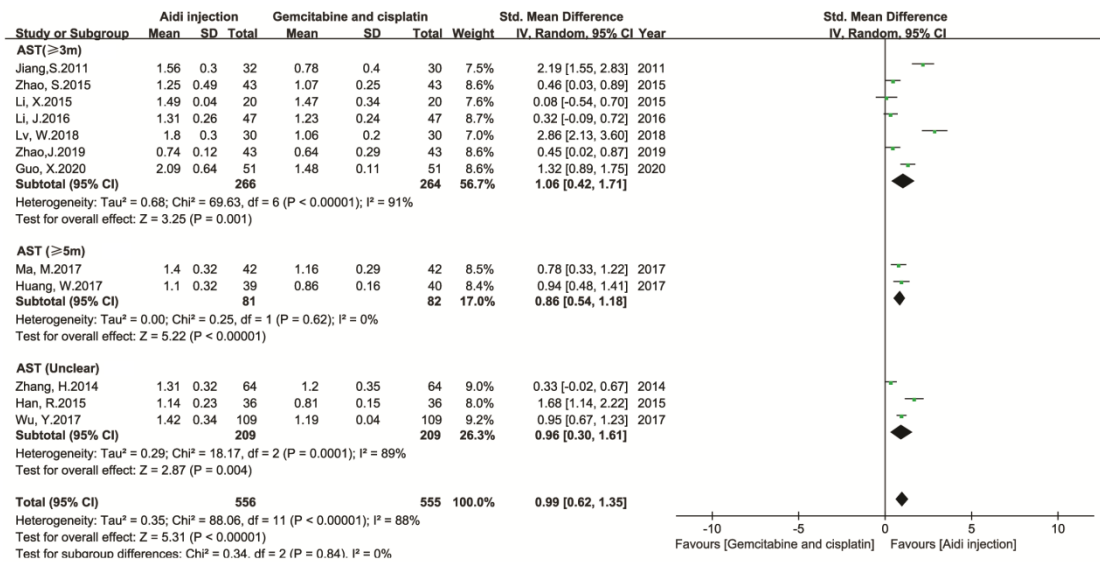 Aidi injection Gemcitabine and cisplatin Std. Mean Difference Std. Mean Difference
Study or Subgroup Mean SD Total Mean SD Total Weight IV, Random, 95% CI Year IV, Random, 95% CI
AST(≥3m)
Jiang,S.2011 1.56 0.3 32 0.78 0.4 30 7.5% 2.19 [1.55, 2.83] 2011
Zhao, S.2015 1.25 0.49 43 1.07 0.25 43 8.6% 0.46 [0.03, 0.89] 2015
Li, X.2015 1.49 0.04 20 1.47 0.34 20 7.6% 0.08 [-0.54, 0.70] 2015
Li, J.2016 1.31 0.26 47 1.23 0.24 47 8.6% 0.32 [-0.09, 0.72] 2016
Lv, W.2018 1.8 0.3 30 1.06 0.2 30 7.0% 2.86 [2.13, 3.60] 2018
Zhao,J.2019 0.74 0.12 43 0.64 0.29 43 8.6% 0.45 [0.02, 0.87] 2019
Guo, X.2020 2.09 0.64 51 1.48 0.11 51 8.6% 1.32 [0.89, 1.75] 2020
Subtotal (95% CI) 266 264 56.7% 1.06 [0.42, 1.71]
Heterogeneity: Tau² = 0.68; Chi² = 69.63, df = 6 (P < 0.00001); I² = 91%
Test for overall effect: Z = 3.25 (P = 0.001)
AST (≥5m)
Ma, M.2017 1.4 0.32 42 1.16 0.29 42 8.5% 0.78 [0.33, 1.22] 2017
Huang, W.2017 1.1 0.32 39 0.86 0.16 40 8.4% 0.94 [0.48, 1.41] 2017
Subtotal (95% CI) 81 82 17.0% 0.86 [0.54, 1.18]
Heterogeneity: Tau² = 0.00; Chi² = 0.25, df = 1 (P = 0.62); I² = 0%
Test for overall effect: Z = 5.22 (P < 0.00001)
AST (Unclear)
Zhang, H.2014 1.31 0.32 64 1.2 0.35 64 9.0% 0.33 [-0.02, 0.67] 2014
Han, R.2015 1.14 0.23 36 0.81 0.15 36 8.0% 1.68 [1.14, 2.22] 2015
Wu, Y.2017 1.42 0.34 109 1.19 0.04 109 9.2% 0.95 [0.67, 1.23] 2017
Subtotal (95% CI) 209 209 26.3% 0.96 [0.30, 1.61]
Heterogeneity: Tau² = 0.29; Chi² = 18.17, df = 2 (P = 0.0001); I² = 89%
Test for overall effect: Z = 2.87 (P = 0.004)
Total (95% CI) 556 555 100.0% 0.99 [0.62, 1.35]
Heterogeneity: Tau² = 0.35; Chi² = 88.06, df = 11 (P < 0.00001); I² = 88%
Test for overall effect: Z = 5.31 (P < 0.00001)
Test for subgroup differences: Chi² = 0.34, df = 2 (P = 0.84), I² = 0%
-10 -5 0 5 10
Favours [Gemcitabine and cisplatin] Favours [Aidi injection]